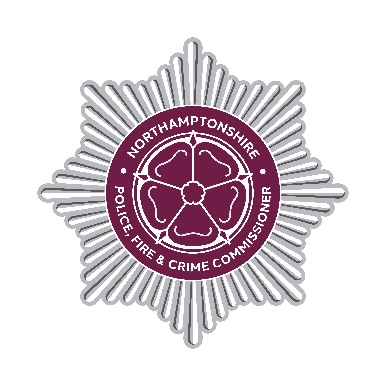 NORTHAMPTONSHIRE
POLICE, FIRE & CRIME COMMISSIONER